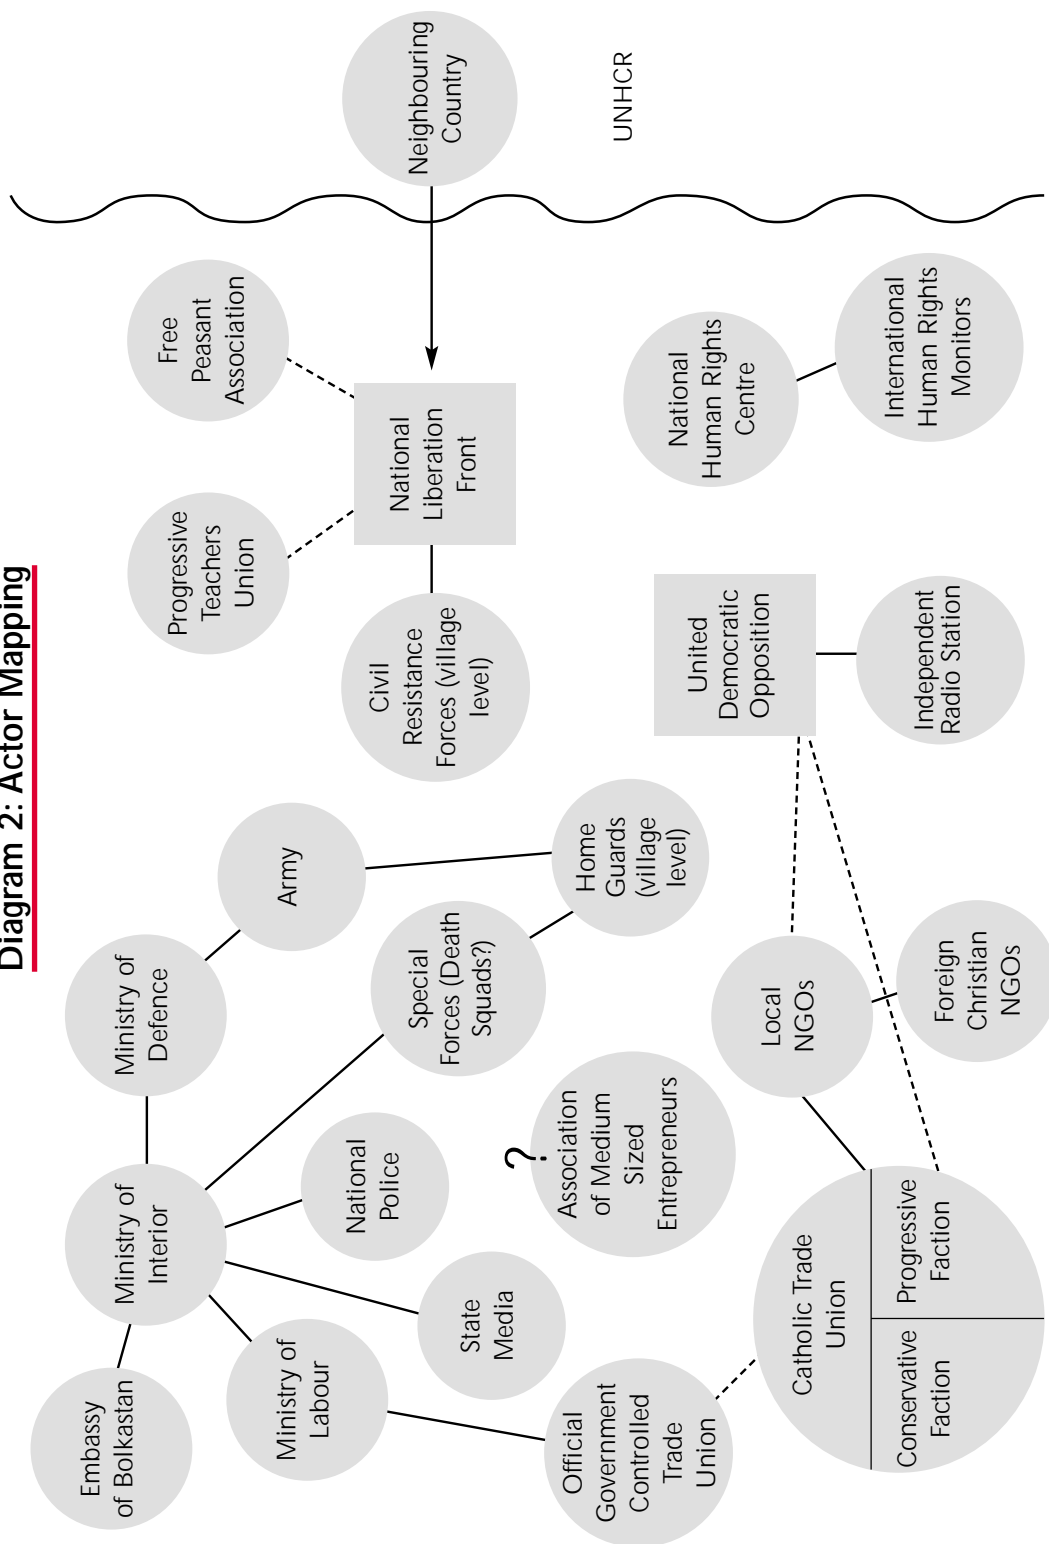 Diagram 2: Actor Mapping
Embassy
of Bolkastan
Ministry of
Interior
Ministry of
Defence
Army
Ministry of
Labour
National
Police
State
Media
Special
Forces (Death
Squads?)
Home
Guards
(village
level)
Official
Government
Controlled
Trade
Union
?
Association
of Medium
Sized
Entrepreneurs
Catholic Trade
Union
Conservative
Faction
Progressive
Faction
Local
NGOs
Foreign
Christian
NGOs
Progressive
Teachers
Union
Free
Peasant
Association
Civil
Resistance
Forces (village
level)
National
Liberation
Front
Neighbouring
Country
United
Democratic
Opposition
Independent
Radio Station
National
Human Rights
Centre
International
Human Rights
Monitors
UNHCR